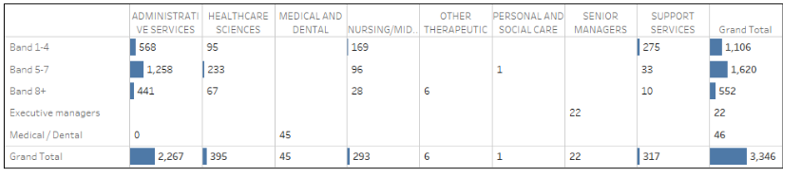 ADMINISTRATI VE SERVICES HEALTHCARE SCIENCES MEDICAL AND DENTAL NURSING/MID.. OTHER THERAPEUTIC PERSONAL AND SOCIAL CARE SENIOR MANAGERS SUPPORT SERVICES Grand Total
Band 1-4 568 95 169 275 1,106
Band 5-7 1,258 233 96 1 33 1,620
Band 8+ 441 67 28 6 10 552
Executive managers 22 22
Medical / Dental 0 45 46
Grand Total 2,267 395 45 293 6 1 22 317 3,346